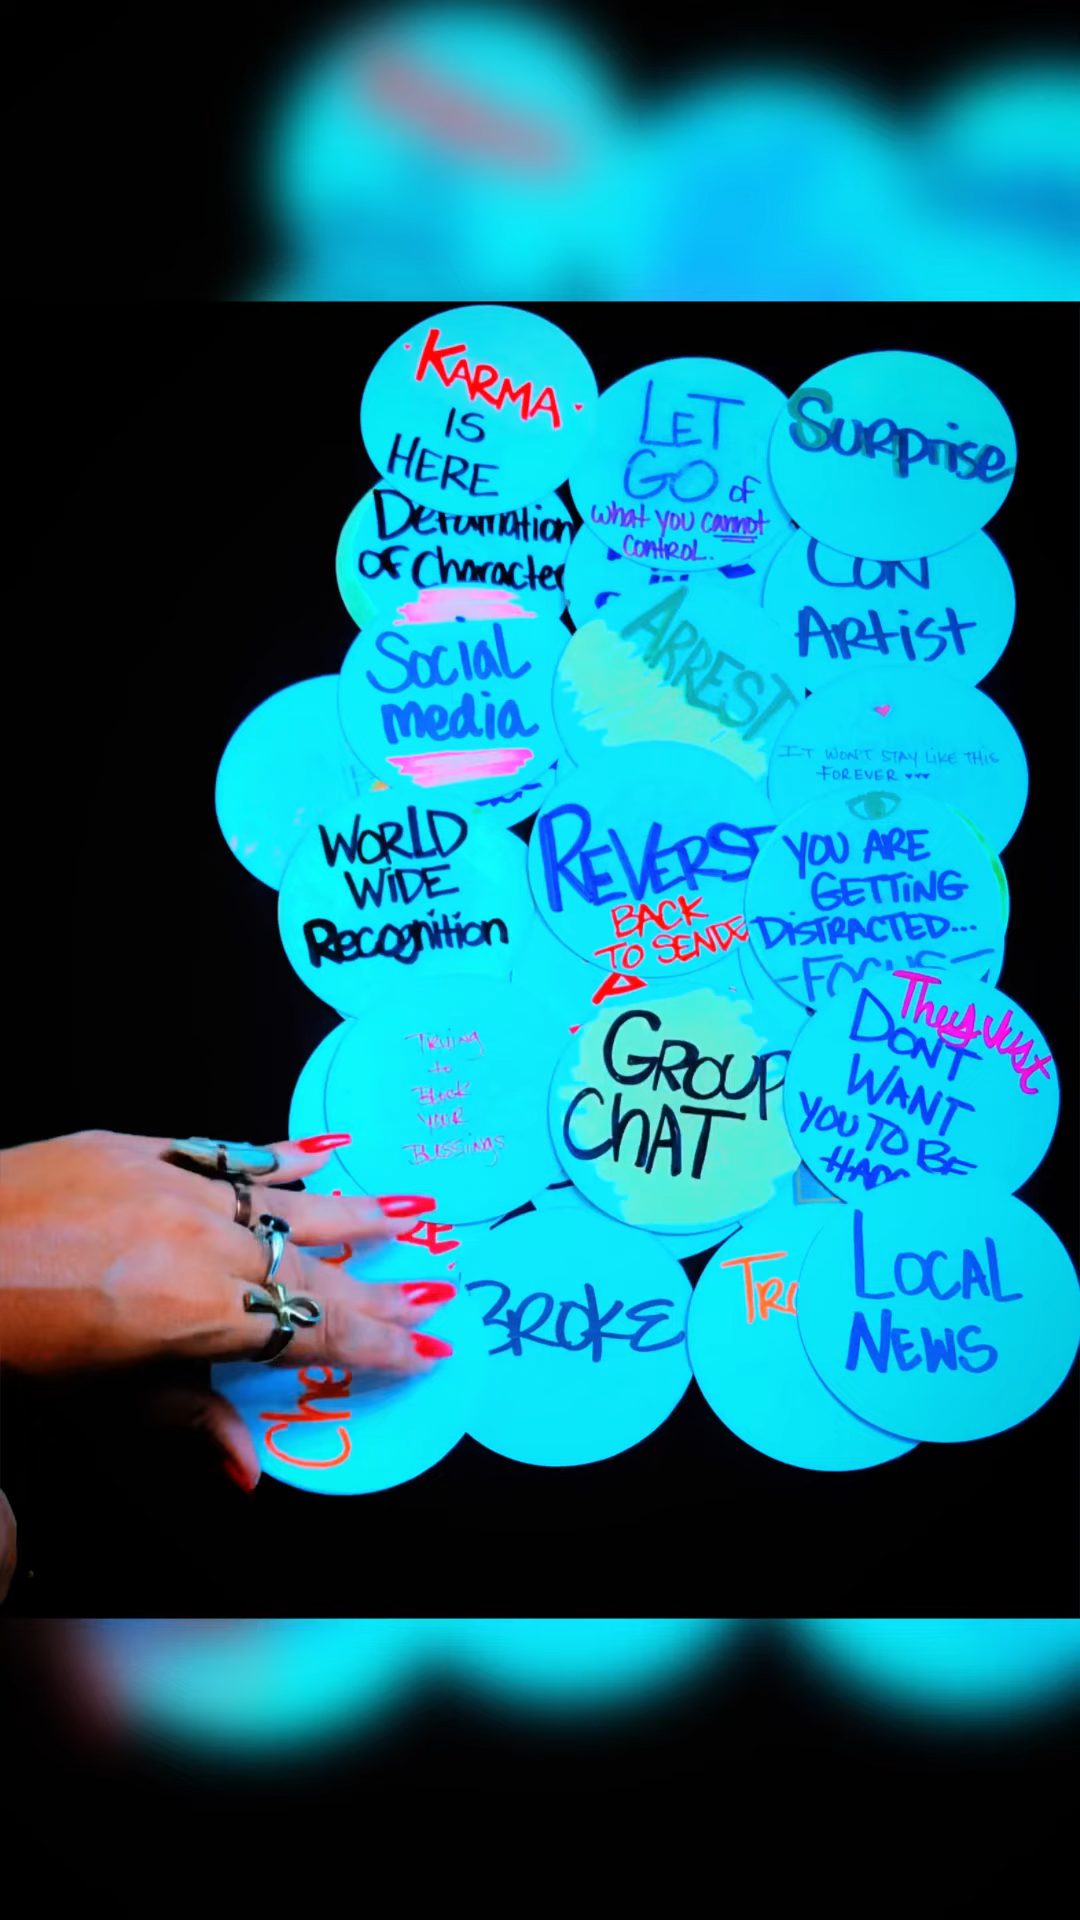 KARMA
IS
HERE
LET
GO of
what you cannot
CONTROL.
SURPRISE
Defamation
of Character
CON
ARtist
Social
media
ARREST
IT WON'T STAY LIKE THIS
FOREVER
WORLD
WIDE
Recognition
REVERSE
BACK
TO SENDE
YOU ARE
GETTING
DISTRACTED...
-FOCUS-
They Just
DON'T
WANT
YOU TO BE
TRYING
to
Block
YOUR
BLESSINGS
GROUP
CHAT
BROKE
LOCAL
NEWS